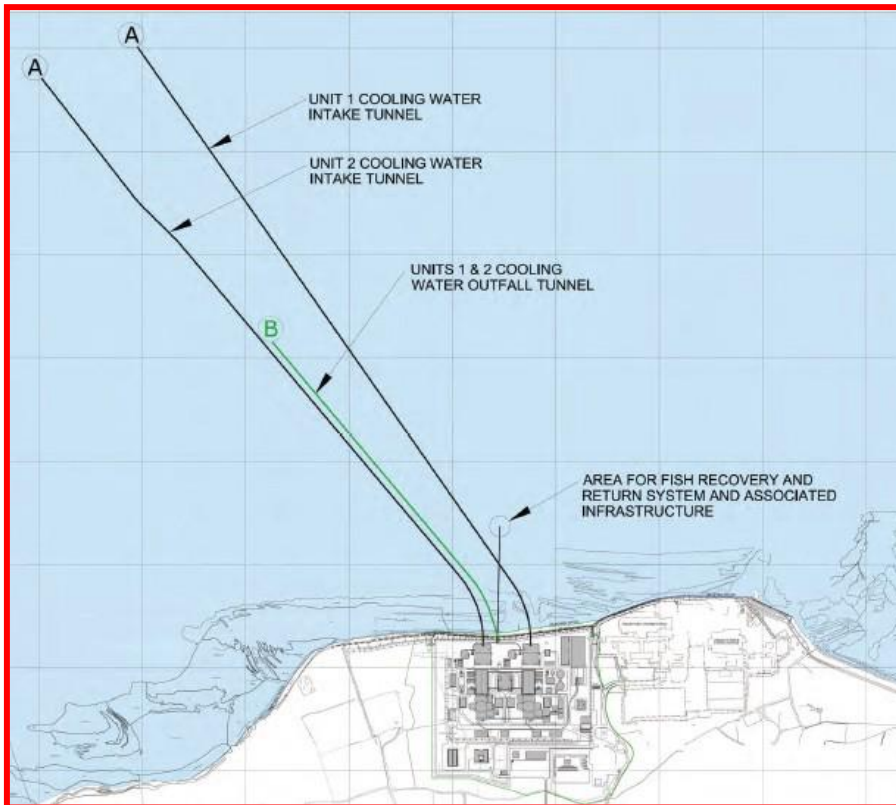 A
A
UNIT 1 COOLING WATER
INTAKE TUNNEL
UNIT 2 COOLING WATER
INTAKE TUNNEL
UNITS 1 & 2 COOLING
WATER OUTFALL TUNNEL
B
AREA FOR FISH RECOVERY AND
RETURN SYSTEM AND ASSOCIATED
INFRASTRUCTURE